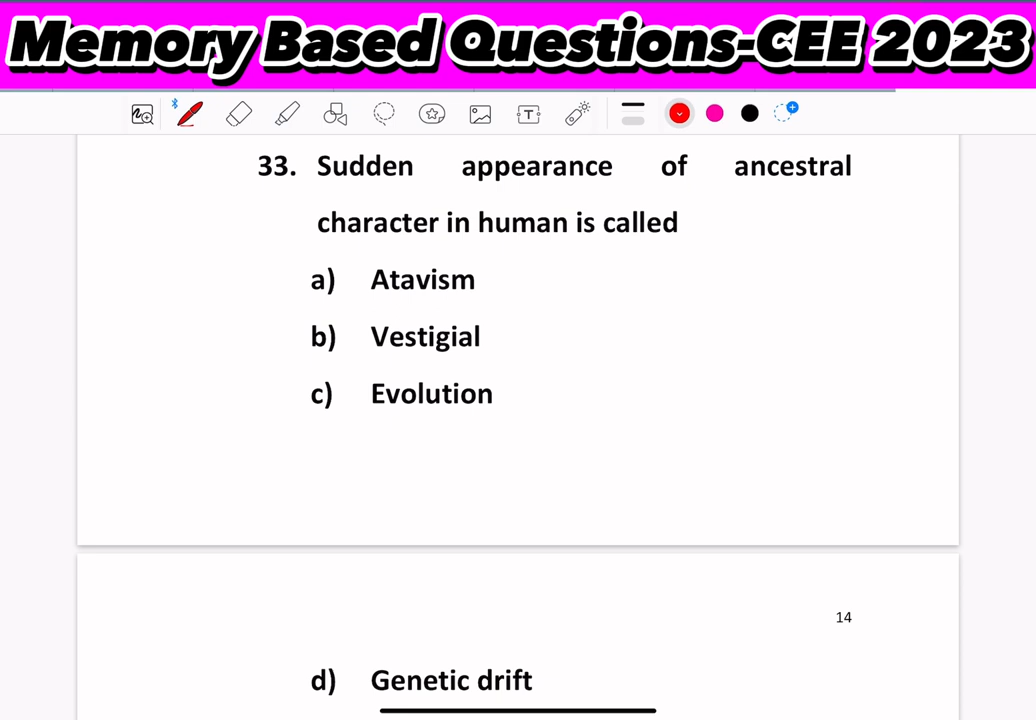 Memory Based Questions-CEE 2023
T
33. Sudden appearance of ancestral
character in human is called
a) Atavism
b) Vestigial
c) Evolution
14
d) Genetic drift